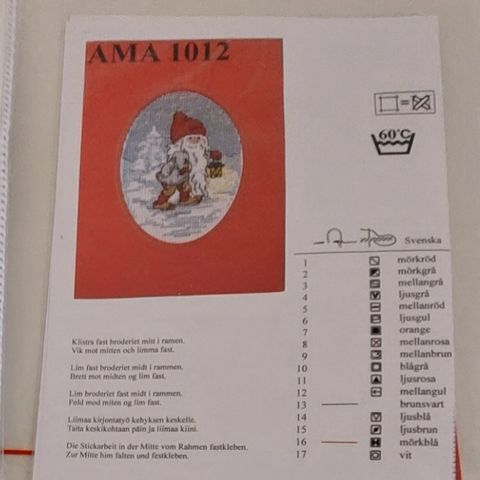 AMA 1012
60°C
Svenska
1 mörkröd
2 mörkgrå
3 mellangrå
4 ljusgrå
5 mellanröd
6 ljusgul
7 orange
8 mellanrosa
9 mellanbrun
10 blågrå
11 ljusrosa
12 mellangul
13 brunsvart
14 ljusblå
15 ljusbrun
16 mörkblå
17 vit
Klistra fast broderiet mitt i ramen.
Vik mot mitten och limma fast.
Lim fast broderiet midt i rammen.
Brett mot midten og lim fast.
Lim broderiet fast midt i rammen.
Fold mod miten og lim fast.
Liimaa kirjontatyö kehyksen keskelle.
Taita keskikohtaan päin ja liimaa kiini.
Die Stickarbeit in der Mitte vom Rahmen festkleben.
Zur Mitte him falten und festkleben.